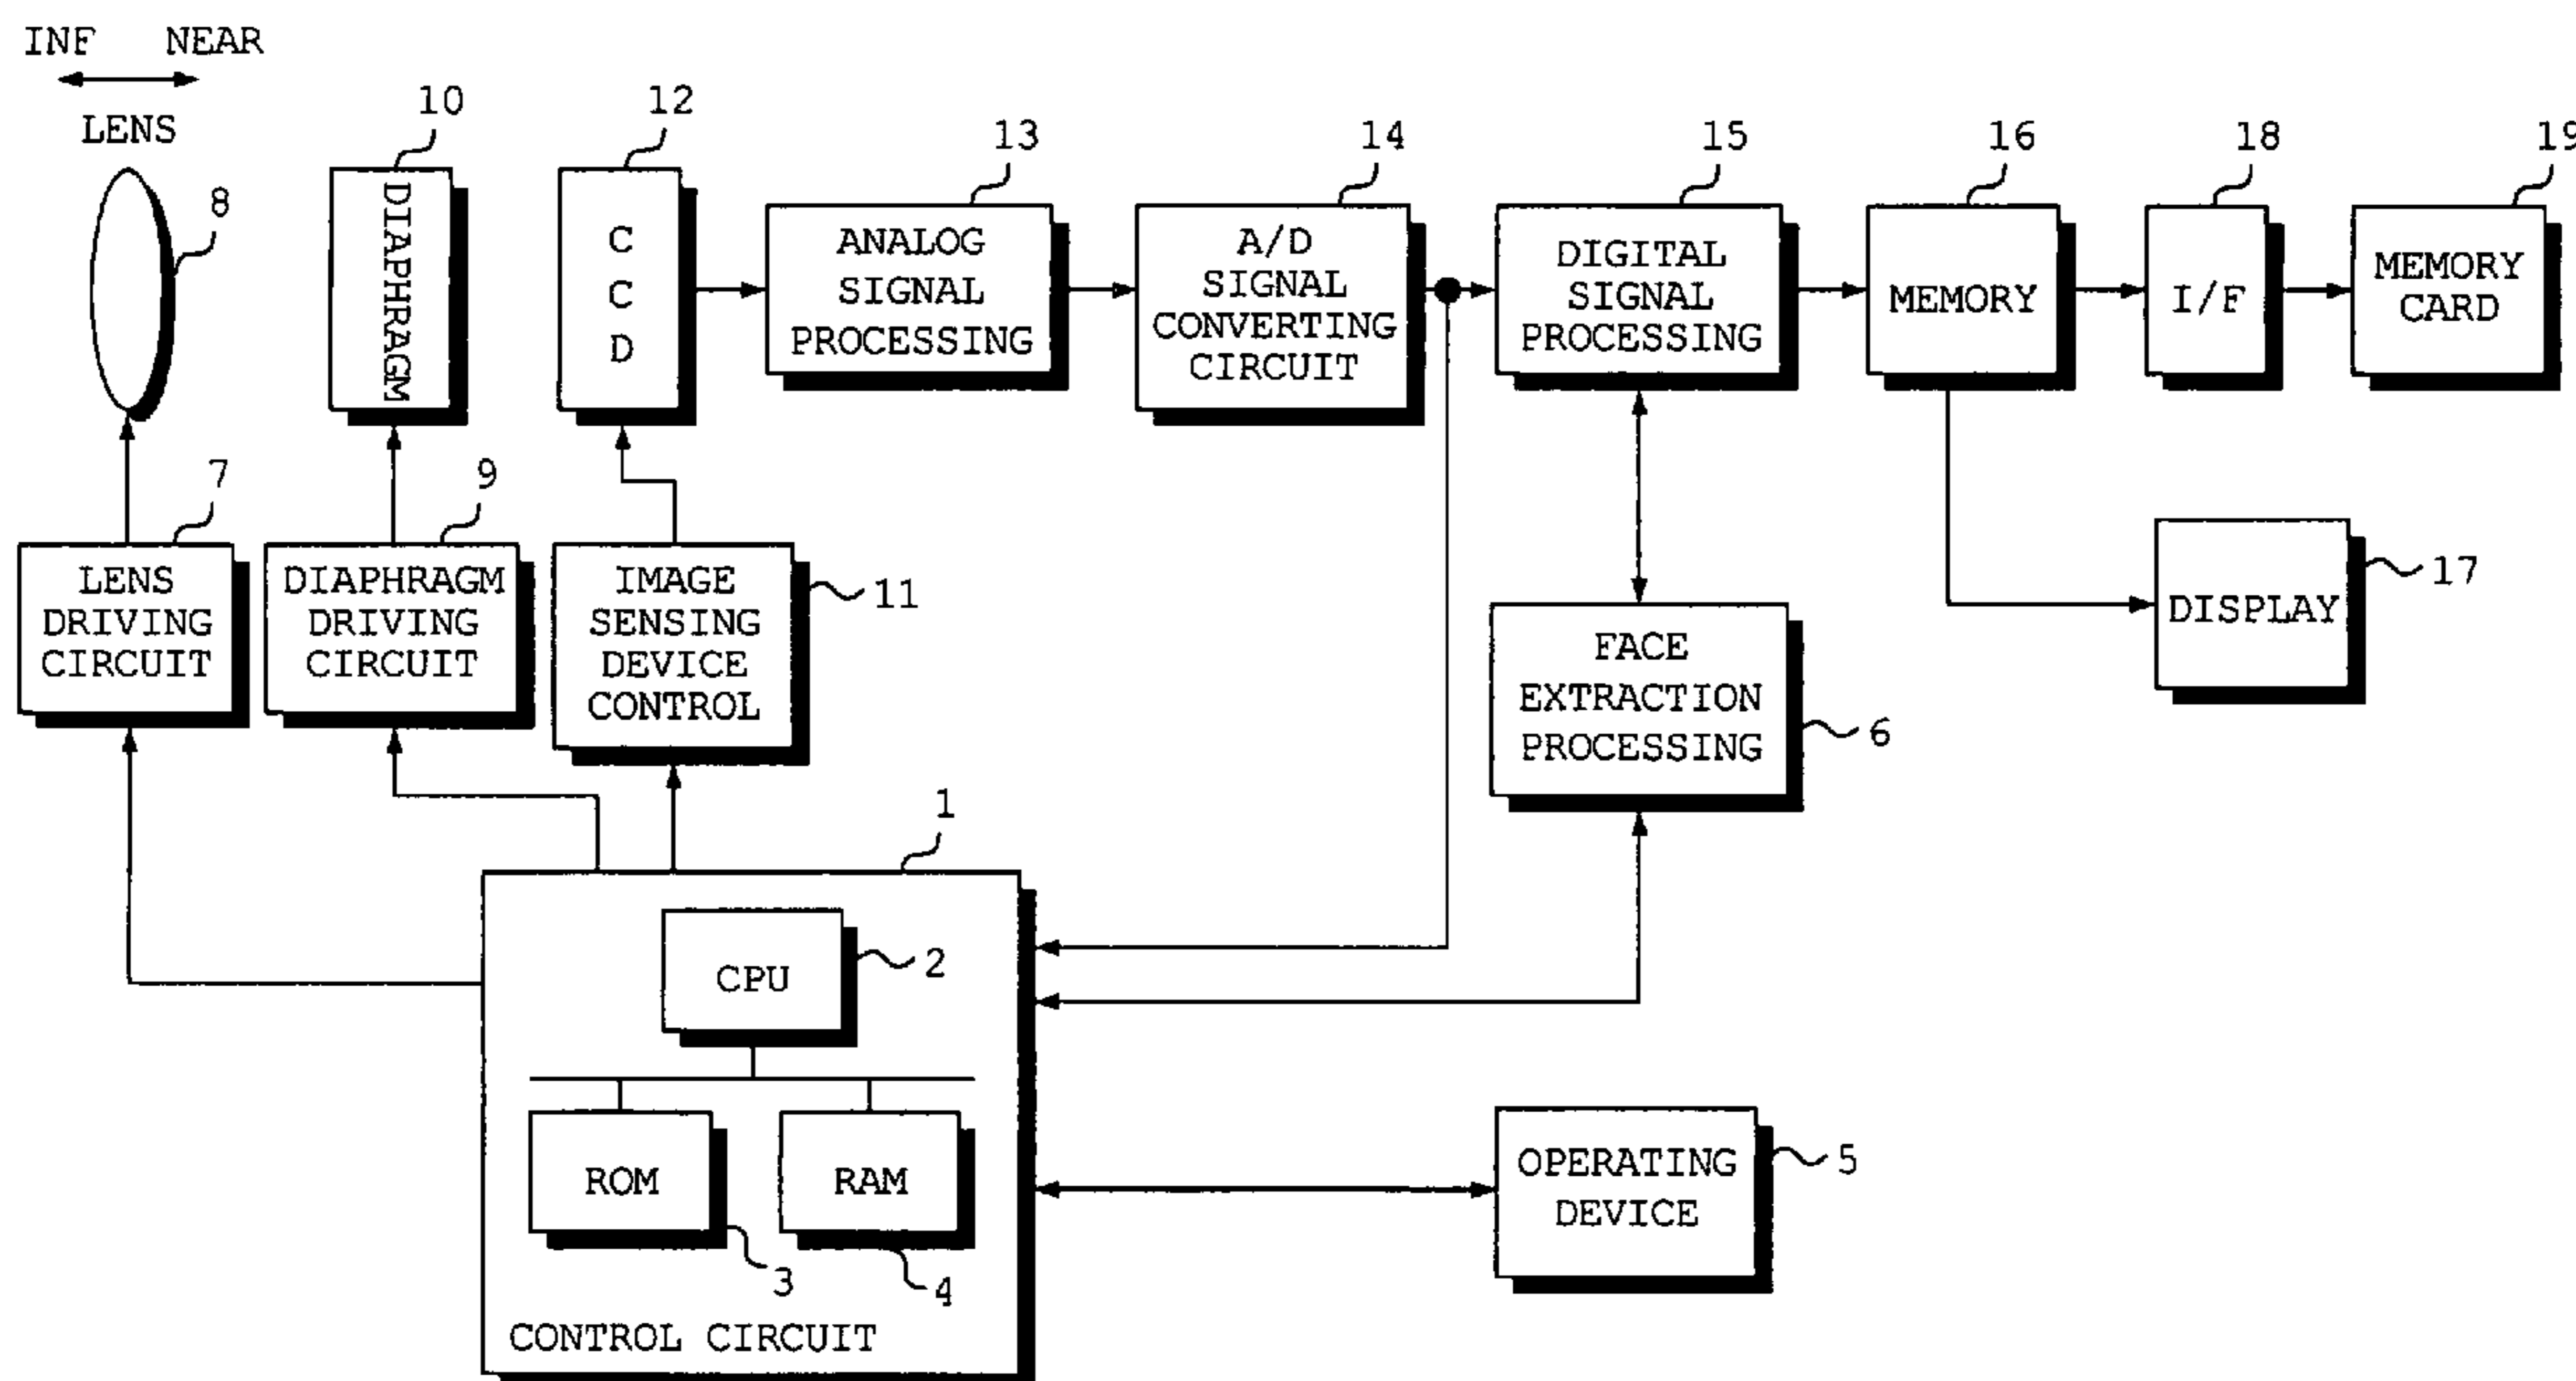 INF NEAR
LENS
8
10
DIAPHRAGM
12
C
C
D
13
ANALOG
SIGNAL
PROCESSING
14
A/D
SIGNAL
CONVERTING
CIRCUIT
15
DIGITAL
SIGNAL
PROCESSING
16
MEMORY
18
I/F
19
MEMORY
CARD
7
LENS
DRIVING
CIRCUIT
9
DIAPHRAGM
DRIVING
CIRCUIT
IMAGE
SENSING
DEVICE
CONTROL
11
FACE
EXTRACTION
PROCESSING
6
DISPLAY
17
1
CPU
2
ROM
3
RAM
4
CONTROL CIRCUIT
OPERATING
DEVICE
5